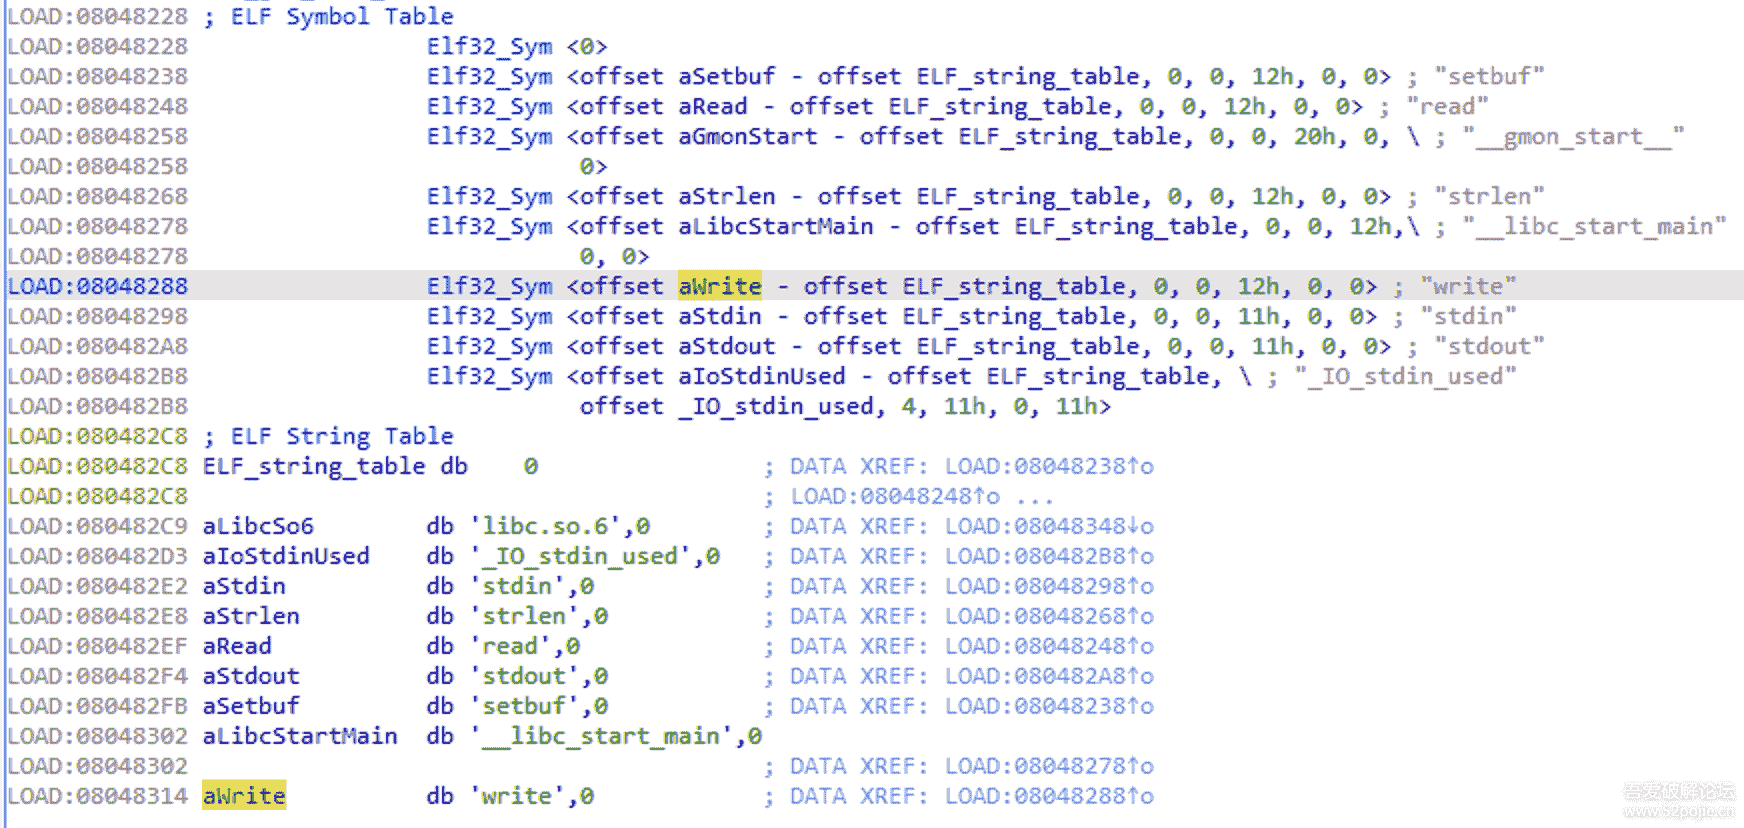 LOAD:08048228 ; ELF Symbol Table
LOAD:08048228 Elf32_Sym <0>
LOAD:08048238 Elf32_Sym <offset aSetbuf - offset ELF_string_table, 0, 0, 12h, 0, 0> ; "setbuf"
LOAD:08048248 Elf32_Sym <offset aRead - offset ELF_string_table, 0, 0, 12h, 0, 0> ; "read"
LOAD:08048258 Elf32_Sym <offset aGmonStart - offset ELF_string_table, 0, 0, 20h, 0, \ ; "__gmon_start__"
LOAD:08048258 0>
LOAD:08048268 Elf32_Sym <offset aStrlen - offset ELF_string_table, 0, 0, 12h, 0, 0> ; "strlen"
LOAD:08048278 Elf32_Sym <offset aLibcStartMain - offset ELF_string_table, 0, 0, 12h,\ ; "__libc_start_main"
LOAD:08048278 0, 0>
LOAD:08048288 Elf32_Sym <offset aWrite - offset ELF_string_table, 0, 0, 12h, 0, 0> ; "write"
LOAD:08048298 Elf32_Sym <offset aStdin - offset ELF_string_table, 0, 0, 11h, 0, 0> ; "stdin"
LOAD:080482A8 Elf32_Sym <offset aStdout - offset ELF_string_table, 0, 0, 11h, 0, 0> ; "stdout"
LOAD:080482B8 Elf32_Sym <offset aIoStdinUsed - offset ELF_string_table, \ ; "_IO_stdin_used"
LOAD:080482B8 offset _IO_stdin_used, 4, 11h, 0, 11h>
LOAD:080482C8 ; ELF String Table
LOAD:080482C8 ELF_string_table db 0 ; DATA XREF: LOAD:08048238↑o
LOAD:080482C8 ; LOAD:08048248↑o ...
LOAD:080482C9 aLibcSo6 db 'libc.so.6',0 ; DATA XREF: LOAD:08048348↓o
LOAD:080482D3 aIoStdinUsed db '_IO_stdin_used',0 ; DATA XREF: LOAD:080482B8↑o
LOAD:080482E2 aStdin db 'stdin',0 ; DATA XREF: LOAD:08048298↑o
LOAD:080482E8 aStrlen db 'strlen',0 ; DATA XREF: LOAD:08048268↑o
LOAD:080482EF aRead db 'read',0 ; DATA XREF: LOAD:08048248↑o
LOAD:080482F4 aStdout db 'stdout',0 ; DATA XREF: LOAD:080482A8↑o
LOAD:080482FB aSetbuf db 'setbuf',0 ; DATA XREF: LOAD:08048238↑o
LOAD:08048302 aLibcStartMain db '__libc_start_main',0
LOAD:08048302 ; DATA XREF: LOAD:08048278↑o
LOAD:08048314 aWrite db 'write',0 ; DATA XREF: LOAD:08048288↑o
吾爱破解论坛
www.52pojie.cn